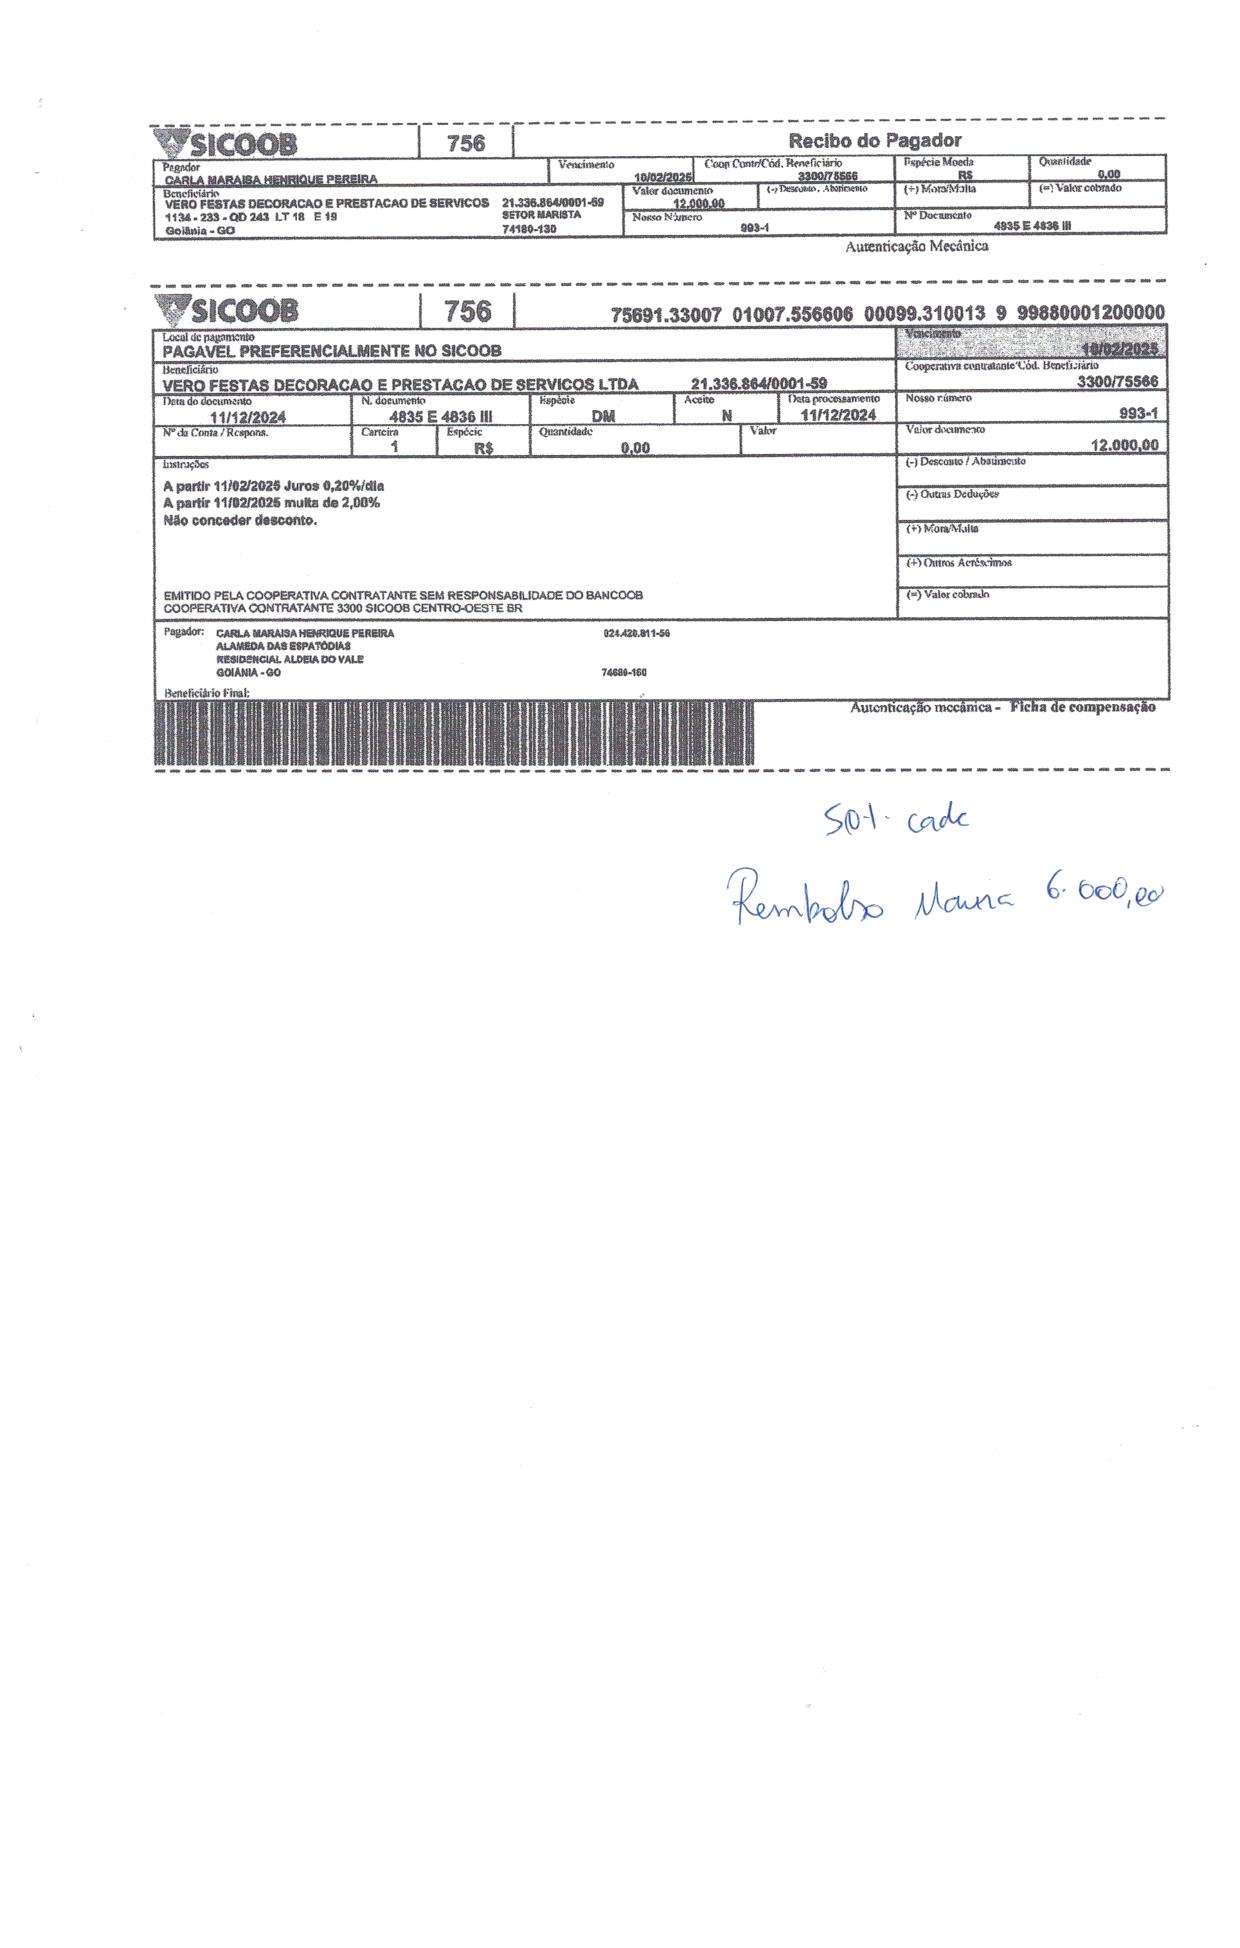 SICOOB 756 Recibo do Pagador
Pagador Vencimento Coop Contr/Cód. Beneficiário Espécie Moeda Quantidade
CARLA MARAISA HENRIQUE PEREIRA 10/02/2025 3300/75566 R$ 0,00
Beneficiário Valor documento (-) Desconto / Abatimento (+) Mora/Multa (=) Valor cobrado
VERO FESTAS DECORACAO E PRESTACAO DE SERVICOS 21.336.864/0001-59 12.000,00
1134 - 233 - QD 243 LT 18 E 19 SETOR MARISTA Nosso Número Nº Documento
Goiânia - GO 74180-130 993-1 4835 E 4836 III
Autenticação Mecânica
SICOOB 756 75691.33007 01007.556606 00099.310013 9 99880001200000
Local de pagamento Vencimento
PAGAVEL PREFERENCIALMENTE NO SICOOB 10/02/2025
Beneficiário Cooperativa contratante/Cód. Beneficiário
VERO FESTAS DECORACAO E PRESTACAO DE SERVICOS LTDA 21.336.864/0001-59 3300/75566
Data do documento N. documento Espécie Aceite Data processamento Nosso número
11/12/2024 4835 E 4836 III DM N 11/12/2024 993-1
Nº da Conta / Respons. Carteira Espécie Quantidade Valor Valor documento
1 R$ 0,00 12.000,00
Instruções (-) Desconto / Abatimento
A partir 11/02/2025 Juros 0,20%/dia
A partir 11/02/2025 multa de 2,00% (-) Outras Deduções
Não conceder desconto.
(+) Mora/Multa
(+) Outros Acréscimos
EMITIDO PELA COOPERATIVA CONTRATANTE SEM RESPONSABILIDADE DO BANCOOB (=) Valor cobrado
COOPERATIVA CONTRATANTE 3300 SICOOB CENTRO-OESTE BR
Pagador: CARLA MARAISA HENRIQUE PEREIRA 024.428.811-56
ALAMEDA DAS ESPATÓDIAS
RESIDENCIAL ALDEIA DO VALE
GOIÂNIA - GO 74680-160
Beneficiário Final:
Autenticação mecânica - Ficha de compensação
50%. cada
Rembolso Maura 6.000,00